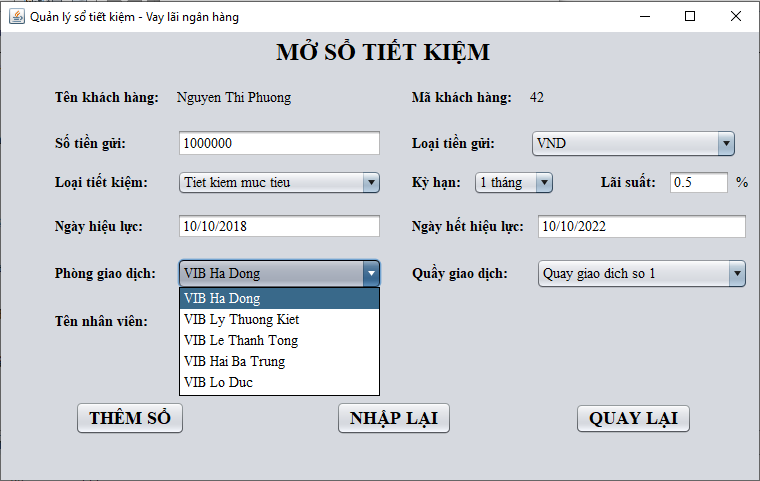 Quản lý sổ tiết kiệm - Vay lãi ngân hàng
MỞ SỔ TIẾT KIỆM
Tên khách hàng: Nguyen Thi Phuong Mã khách hàng: 42
Số tiền gửi: 1000000 Loại tiền gửi: VND
Loại tiết kiệm: Tiet kiem muc tieu Kỳ hạn: 1 tháng Lãi suất: 0.5 %
Ngày hiệu lực: 10/10/2018 Ngày hết hiệu lực: 10/10/2022
Phòng giao dịch: VIB Ha Dong Quầy giao dịch: Quay giao dich so 1
VIB Ha Dong
Tên nhân viên: VIB Ly Thuong Kiet
VIB Le Thanh Tong
VIB Hai Ba Trung
VIB Lo Duc
THÊM SỔ NHẬP LẠI QUAY LẠI